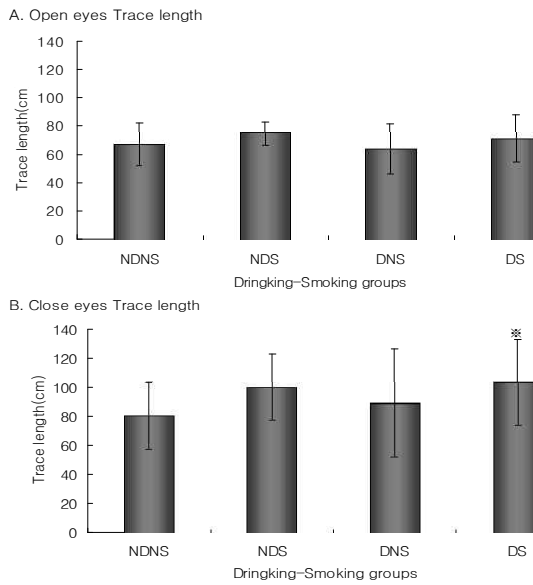 A. Open eyes Trace length
140
120
100
80
60
40
20
0
Trace length(cm
NDNS NDS DNS DS
Dringking-Smoking groups
B. Close eyes Trace length
140
120
100
80
60
40
20
0
Trace length(cm)
※
NDNS NDS DNS DS
Dringking-Smoking groups